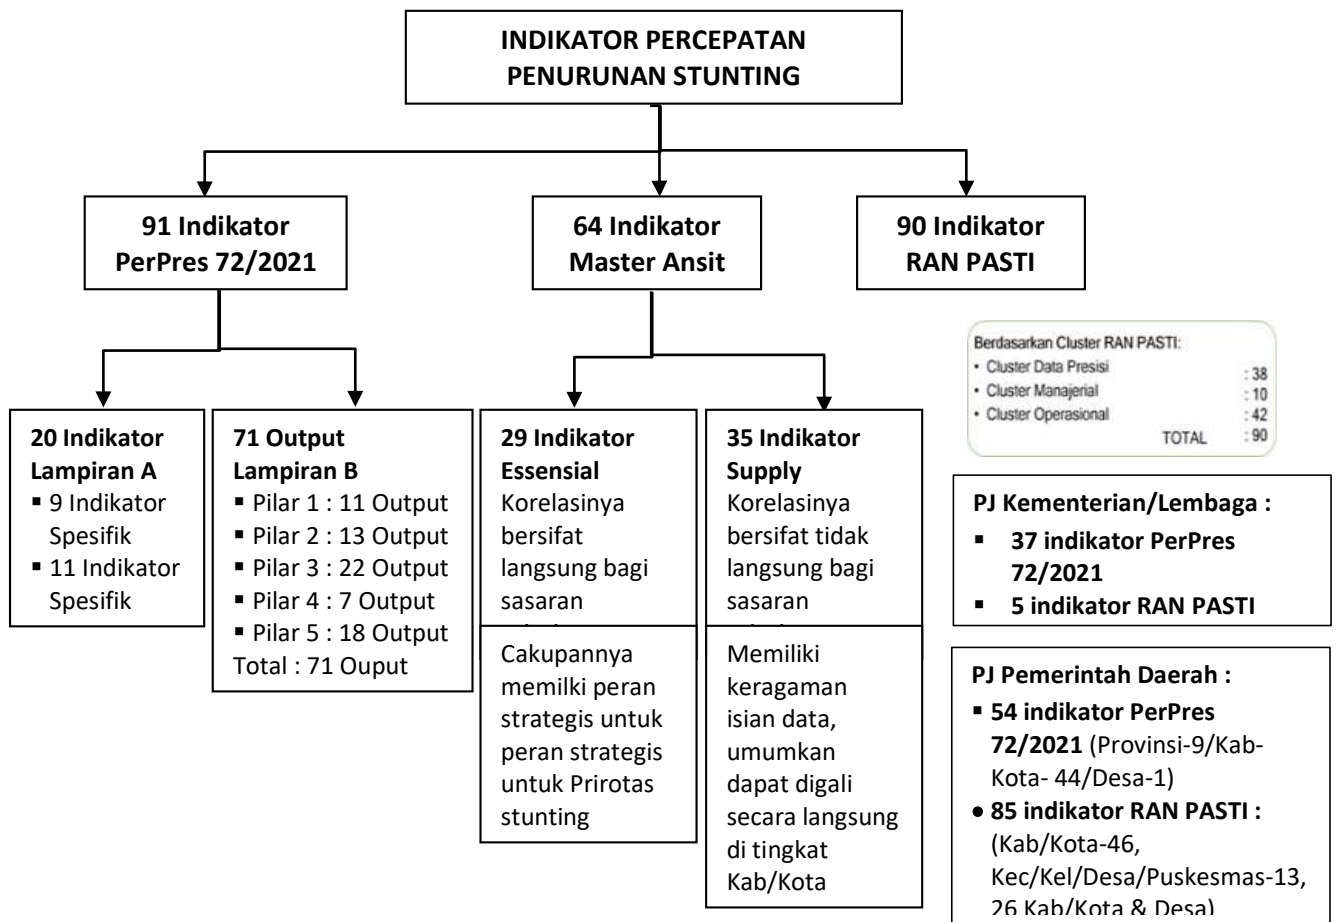 INDIKATOR PERCEPATAN
PENURUNAN STUNTING
91 Indikator
PerPres 72/2021
64 Indikator
Master Ansit
90 Indikator
RAN PASTI
20 Indikator
Lampiran A
▪ 9 Indikator
Spesifik
▪ 11 Indikator
Spesifik
71 Output
Lampiran B
▪ Pilar 1 : 11 Output
▪ Pilar 2 : 13 Output
▪ Pilar 3 : 22 Output
▪ Pilar 4 : 7 Output
▪ Pilar 5 : 18 Output
Total : 71 Ouput
29 Indikator
Essensial
Korelasinya
bersifat
langsung bagi
sasaran
Cakupannya
memilki peran
strategis untuk
peran strategis
untuk Prirotas
stunting
35 Indikator
Supply
Korelasinya
bersifat tidak
langsung bagi
sasaran
Memiliki
keragaman
isian data,
umumkan
dapat digali
secara langsung
di tingkat
Kab/Kota
Berdasarkan Cluster RAN PASTI:
• Cluster Data Presisi : 38
• Cluster Manajerial : 10
• Cluster Operasional : 42
TOTAL : 90
PJ Kementerian/Lembaga :
▪ 37 indikator PerPres
72/2021
▪ 5 indikator RAN PASTI
PJ Pemerintah Daerah :
▪ 54 indikator PerPres
72/2021 (Provinsi-9/Kab-
Kota- 44/Desa-1)
● 85 indikator RAN PASTI :
(Kab/Kota-46,
Kec/Kel/Desa/Puskesmas-13,
26 Kab/Kota & Desa)